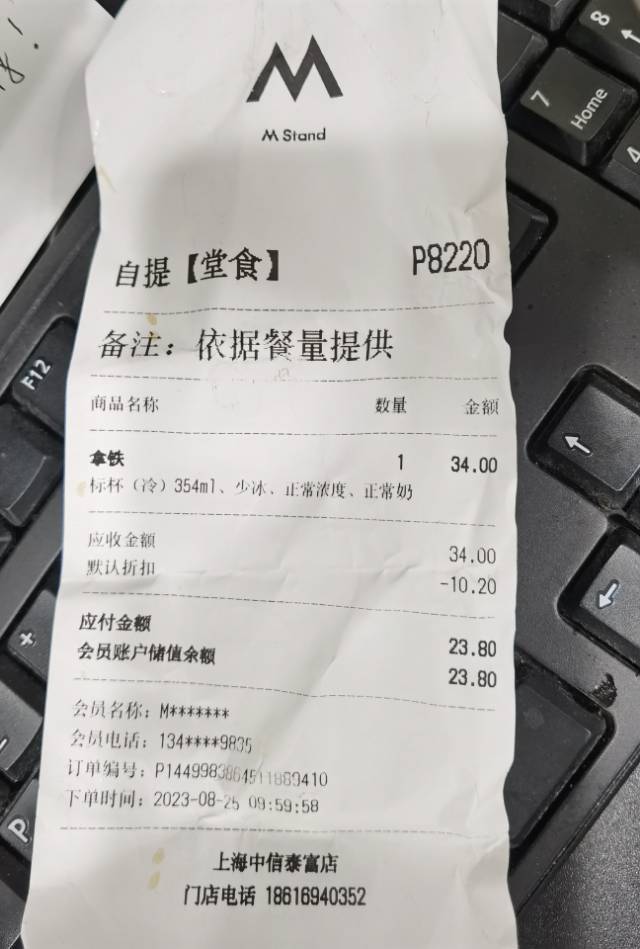 M Stand
自提【堂食】 P8220
备注：依据餐量提供
商品名称 数量 金额
拿铁 1 34.00
标杯（冷）354ml、少冰、正常浓度、正常奶
应收金额 34.00
默认折扣 -10.20
应付金额 23.80
会员账户储值余额 23.80
会员名称：M*******
会员电话：134****9835
订单编号：
下单时间：2023-08-25 09:59:58
上海中信泰富店
门店电话 18616940352
F12
7
Home
8
4
+
P